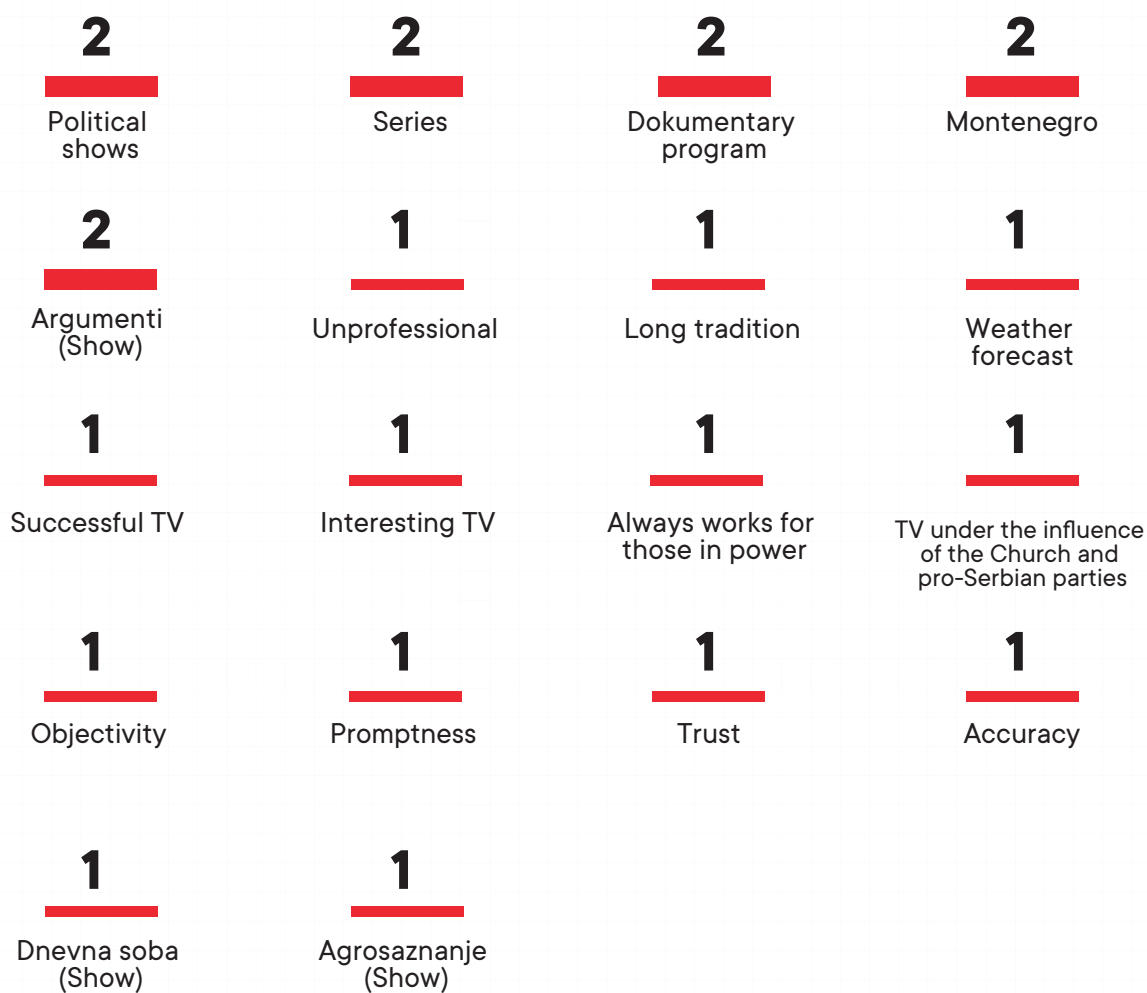 2
Political
shows
2
Series
2
Dokumentary
program
2
Montenegro
2
Argumenti
(Show)
1
Unprofessional
1
Long tradition
1
Weather
forecast
1
Successful TV
1
Interesting TV
1
Always works for
those in power
1
TV under the influence
of the Church and
pro-Serbian parties
1
Objectivity
1
Promptness
1
Trust
1
Accuracy
1
Dnevna soba
(Show)
1
Agrosaznanje
(Show)